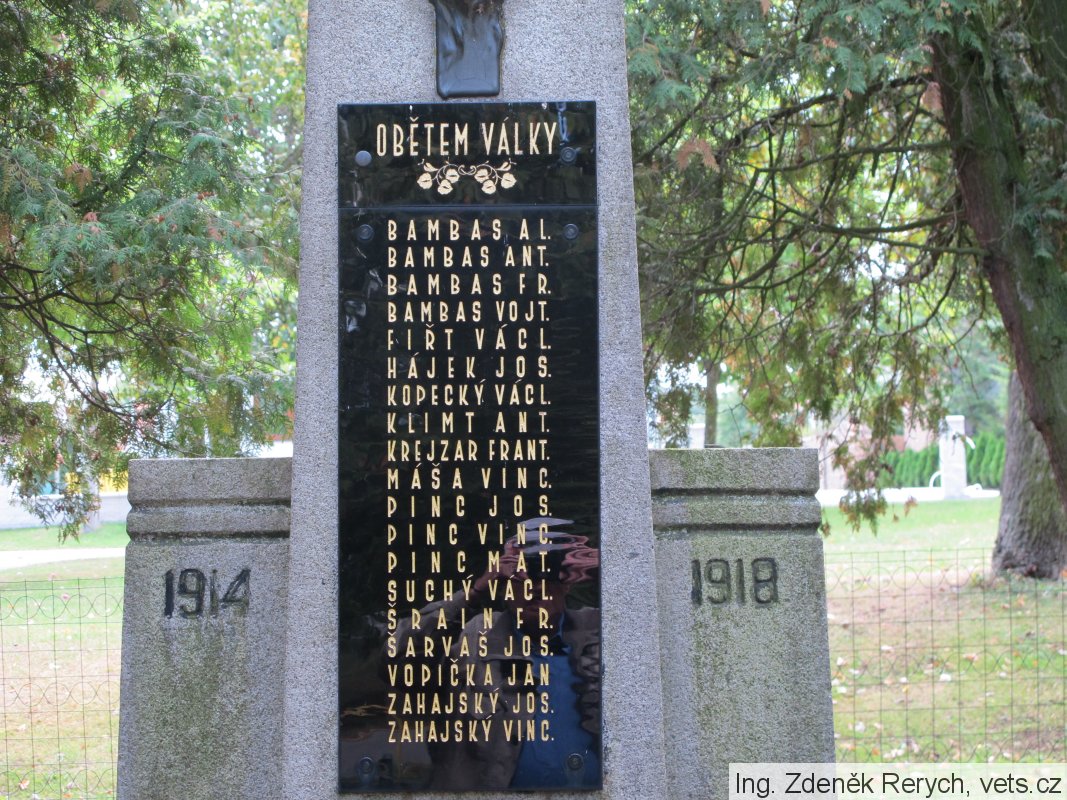 OBĚTEM VÁLKY
BAMBAS AL.
BAMBAS ANT.
BAMBAS FR.
BAMBAS VOJT.
FIŘT VÁCL.
HÁJEK JOS.
KOPECKÝ VÁCL.
KLIMT ANT.
KREJZAR FRANT.
MÁŠA VINC.
PINC JOS.
PINC VINC.
PINC MAT.
SUCHÝ VÁCL.
ŠRAIN FR.
ŠARVAŠ JOS.
VOPIČKA JAN
ZAHAJSKÝ JOS.
ZAHAJSKÝ VINC.
1914 1918
Ing. Zdeněk Rerych, vets.cz